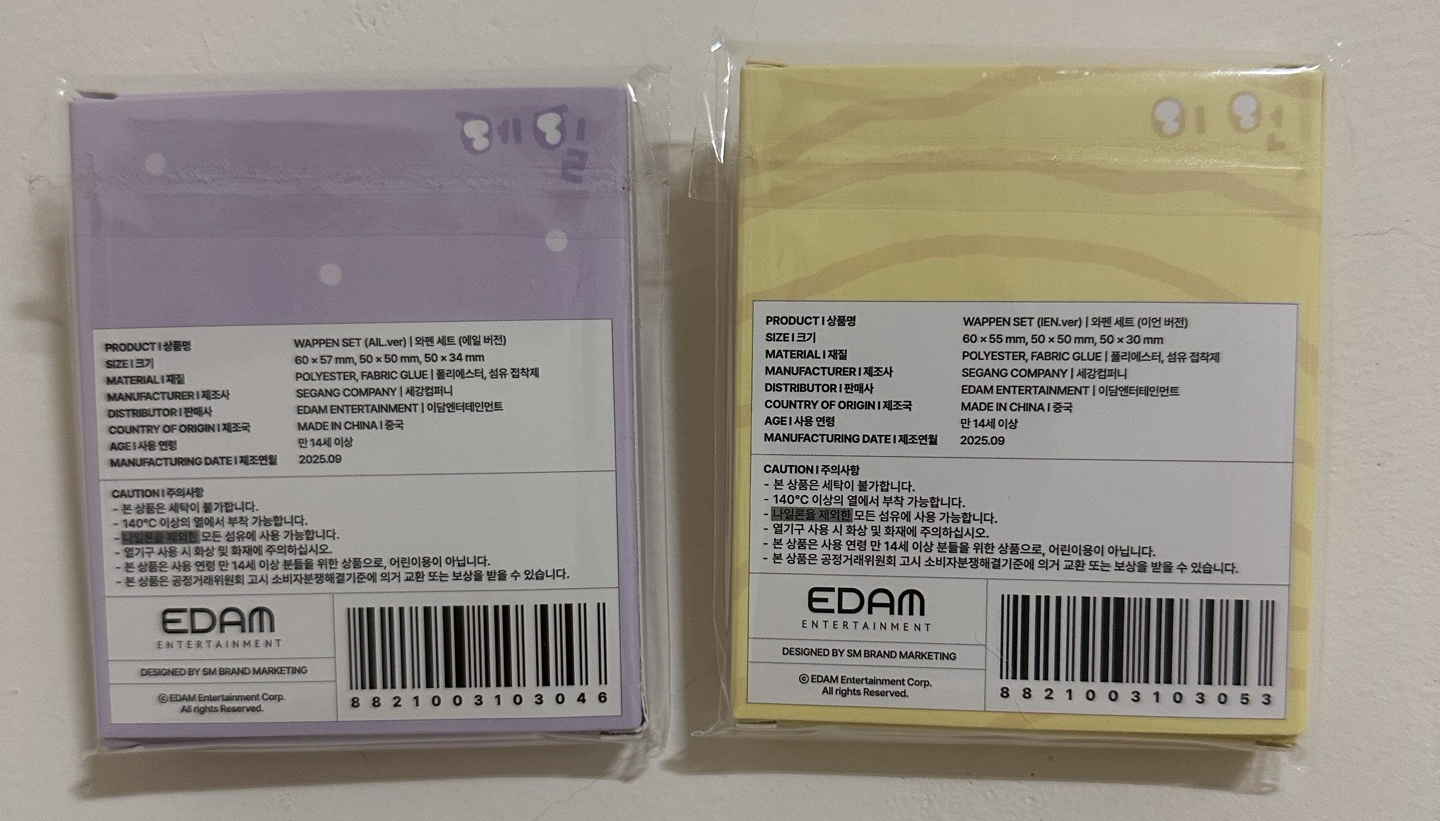 에일
PRODUCT I 상품명 WAPPEN SET (AIL.ver) | 와펜 세트 (에일 버전)
SIZE I 크기 60 × 57 mm, 50 × 50 mm, 50 × 34 mm
MATERIAL I 재질 POLYESTER, FABRIC GLUE | 폴리에스터, 섬유 접착제
MANUFACTURER I 제조사 SEGANG COMPANY | 세강컴퍼니
DISTRIBUTOR I 판매사 EDAM ENTERTAINMENT | 이담엔터테인먼트
COUNTRY OF ORIGIN I 제조국 MADE IN CHINA I 중국
AGE I 사용 연령 만 14세 이상
MANUFACTURING DATE I 제조연월 2025.09
CAUTION I 주의사항
- 본 상품은 세탁이 불가합니다.
- 140°C 이상의 열에서 부착 가능합니다.
- 나일론을 제외한 모든 섬유에 사용 가능합니다.
- 열기구 사용 시 화상 및 화재에 주의하십시오.
- 본 상품은 사용 연령 만 14세 이상 분들을 위한 상품으로, 어린이용이 아닙니다.
- 본 상품은 공정거래위원회 고시 소비자분쟁해결기준에 의거 교환 또는 보상을 받을 수 있습니다.
EDAM
ENTERTAINMENT
DESIGNED BY SM BRAND MARKETING
ⓒ EDAM Entertainment Corp.
All rights Reserved.
8 8 2 1 0 0 3 1 0 3 0 4 6
이언
PRODUCT I 상품명 WAPPEN SET (IEN.ver) | 와펜 세트 (이언 버전)
SIZE I 크기 60 × 55 mm, 50 × 50 mm, 50 × 30 mm
MATERIAL I 재질 POLYESTER, FABRIC GLUE | 폴리에스터, 섬유 접착제
MANUFACTURER I 제조사 SEGANG COMPANY | 세강컴퍼니
DISTRIBUTOR I 판매사 EDAM ENTERTAINMENT | 이담엔터테인먼트
COUNTRY OF ORIGIN I 제조국 MADE IN CHINA I 중국
AGE I 사용 연령 만 14세 이상
MANUFACTURING DATE I 제조연월 2025.09
CAUTION I 주의사항
- 본 상품은 세탁이 불가합니다.
- 140°C 이상의 열에서 부착 가능합니다.
- 나일론을 제외한 모든 섬유에 사용 가능합니다.
- 열기구 사용 시 화상 및 화재에 주의하십시오.
- 본 상품은 사용 연령 만 14세 이상 분들을 위한 상품으로, 어린이용이 아닙니다.
- 본 상품은 공정거래위원회 고시 소비자분쟁해결기준에 의거 교환 또는 보상을 받을 수 있습니다.
EDAM
ENTERTAINMENT
DESIGNED BY SM BRAND MARKETING
ⓒ EDAM Entertainment Corp.
All rights Reserved.
8 8 2 1 0 0 3 1 0 3 0 5 3